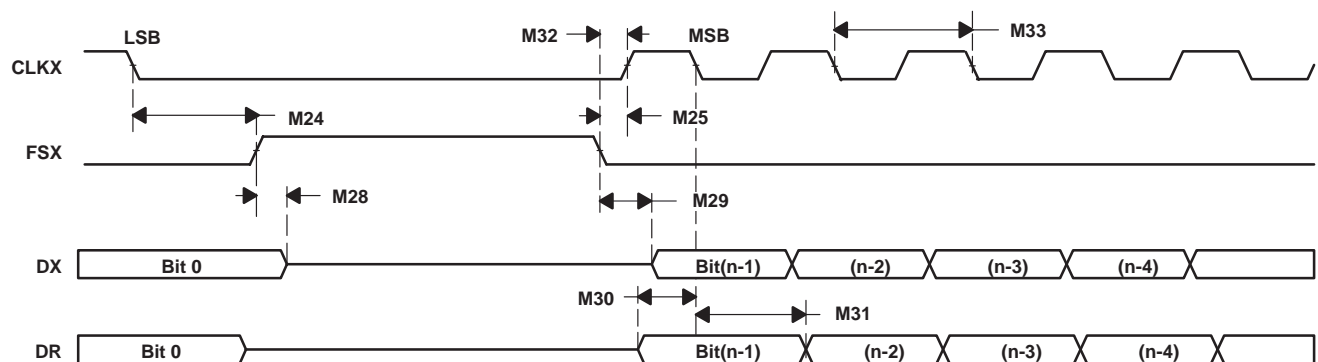 LSB M32 MSB M33
CLKX
M24 M25
FSX
M28 M29
DX Bit 0 Bit(n-1) (n-2) (n-3) (n-4)
M30 M31
DR Bit 0 Bit(n-1) (n-2) (n-3) (n-4)